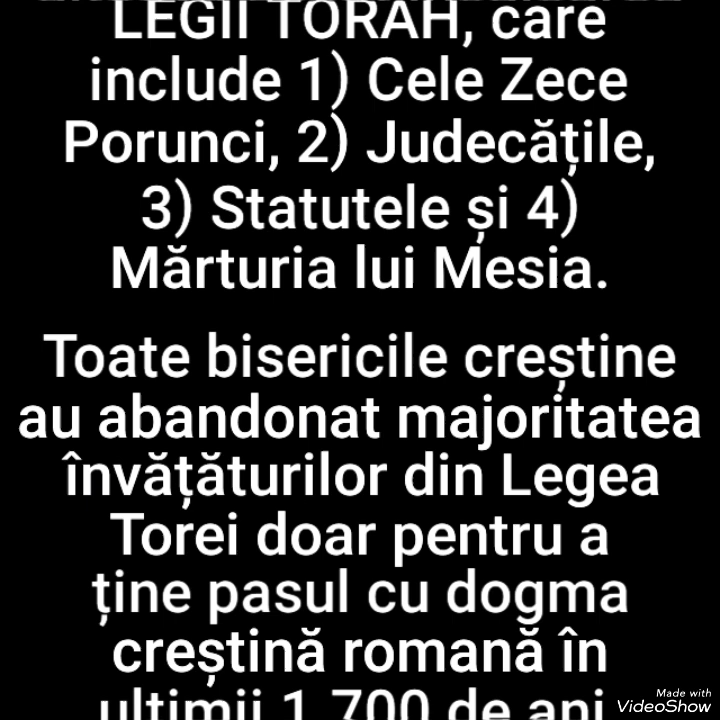 LEGII TORAH, care
include 1) Cele Zece
Porunci, 2) Judecățile,
3) Statutele și 4)
Mărturia lui Mesia.
Toate bisericile creștine
au abandonat majoritatea
învățăturilor din Legea
Torei doar pentru a
ține pasul cu dogma
creștină romană în
ultimii 1.700 de ani
Made with
VideoShow